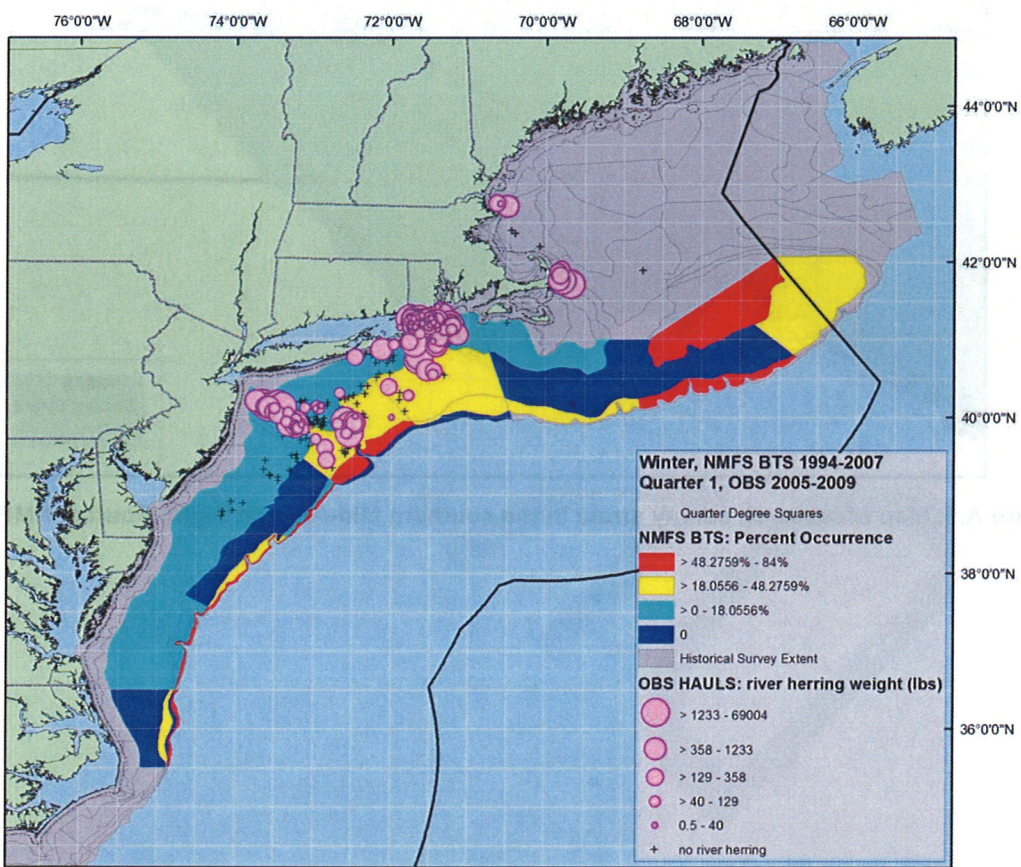 76°0'0"W 74°0'0"W 72°0'0"W 70°0'0"W 68°0'0"W 66°0'0"W
44°0'0"N
42°0'0"N
40°0'0"N
38°0'0"N
36°0'0"N
Winter, NMFS BTS 1994-2007
Quarter 1, OBS 2005-2009
Quarter Degree Squares
NMFS BTS: Percent Occurrence
> 48.2759% - 84%
> 18.0556 - 48.2759%
> 0 - 18.0556%
0
Historical Survey Extent
OBS HAULS: river herring weight (lbs)
> 1233 - 69004
> 358 - 1233
> 129 - 358
> 40 - 129
0.5 - 40
no river herring